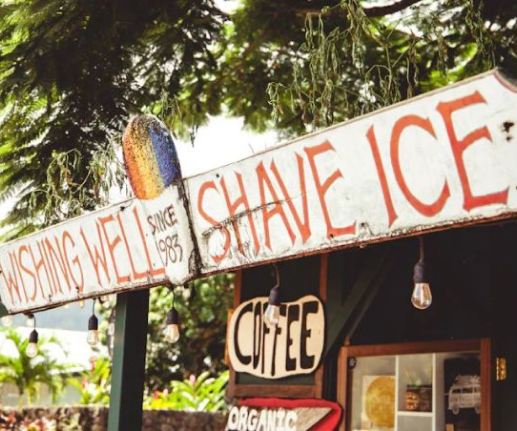 WISHING WELL
SINCE
1983
SHAVE ICE
COFFEE
ORGANIC